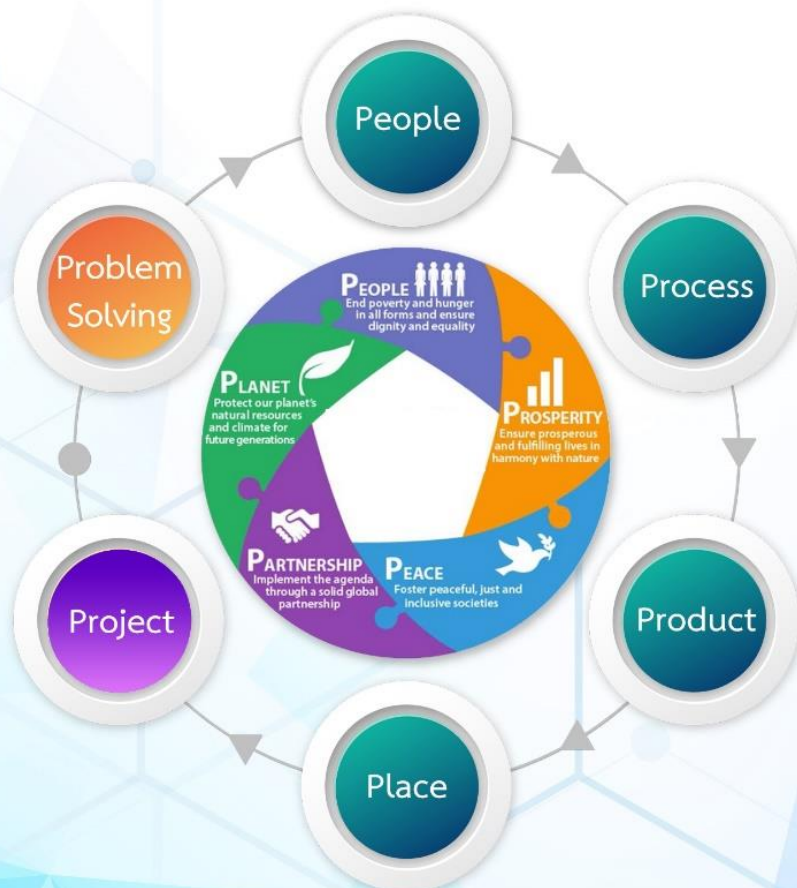 People
Process
Product
Place
Project
Problem
Solving
PEOPLE
End poverty and hunger
in all forms and ensure
dignity and equality
PROSPERITY
Ensure prosperous
and fulfilling lives in
harmony with nature
PEACE
Foster peaceful, just and
inclusive societies
PARTNERSHIP
Implement the agenda
through a solid global
partnership
PLANET
Protect our planet's
natural resources
and climate for
future generations